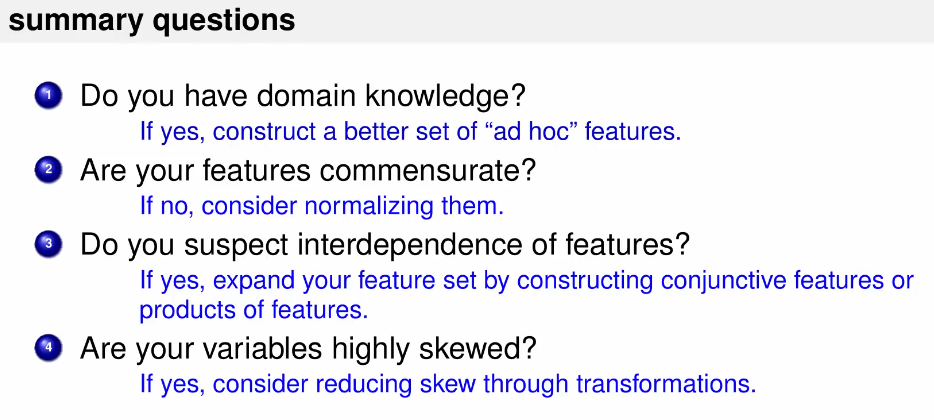 summary questions
1 Do you have domain knowledge?
If yes, construct a better set of “ad hoc” features.
2 Are your features commensurate?
If no, consider normalizing them.
3 Do you suspect interdependence of features?
If yes, expand your feature set by constructing conjunctive features or
products of features.
4 Are your variables highly skewed?
If yes, consider reducing skew through transformations.